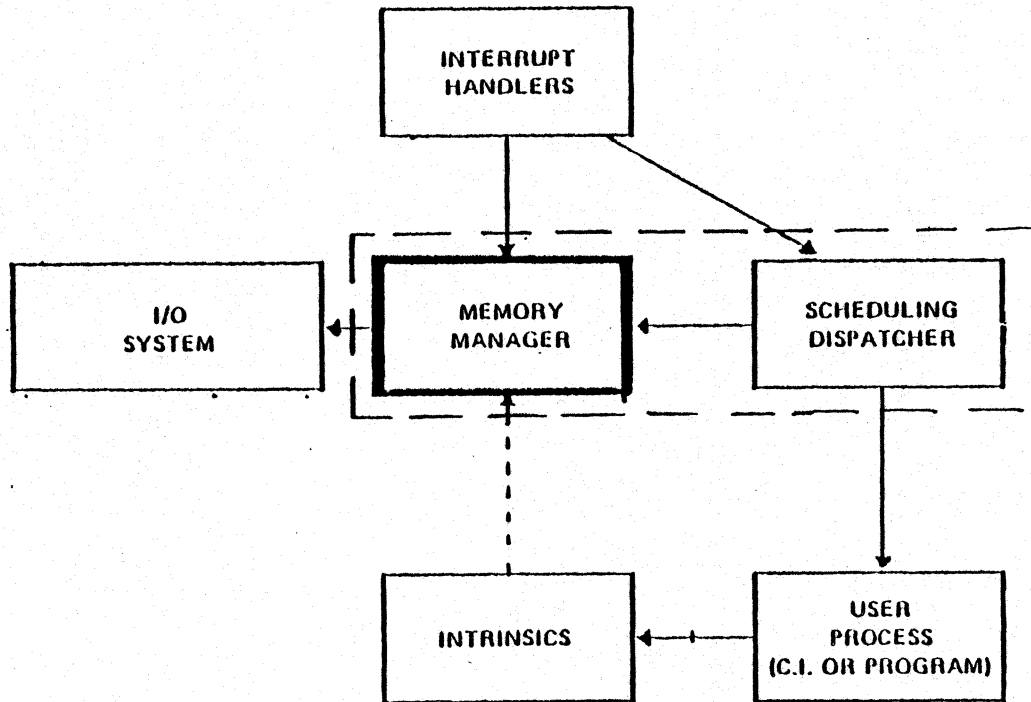 INTERRUPT
HANDLERS
I/O
SYSTEM
MEMORY
MANAGER
SCHEDULING
DISPATCHER
INTRINSICS
USER
PROCESS
(C.I. OR PROGRAM)